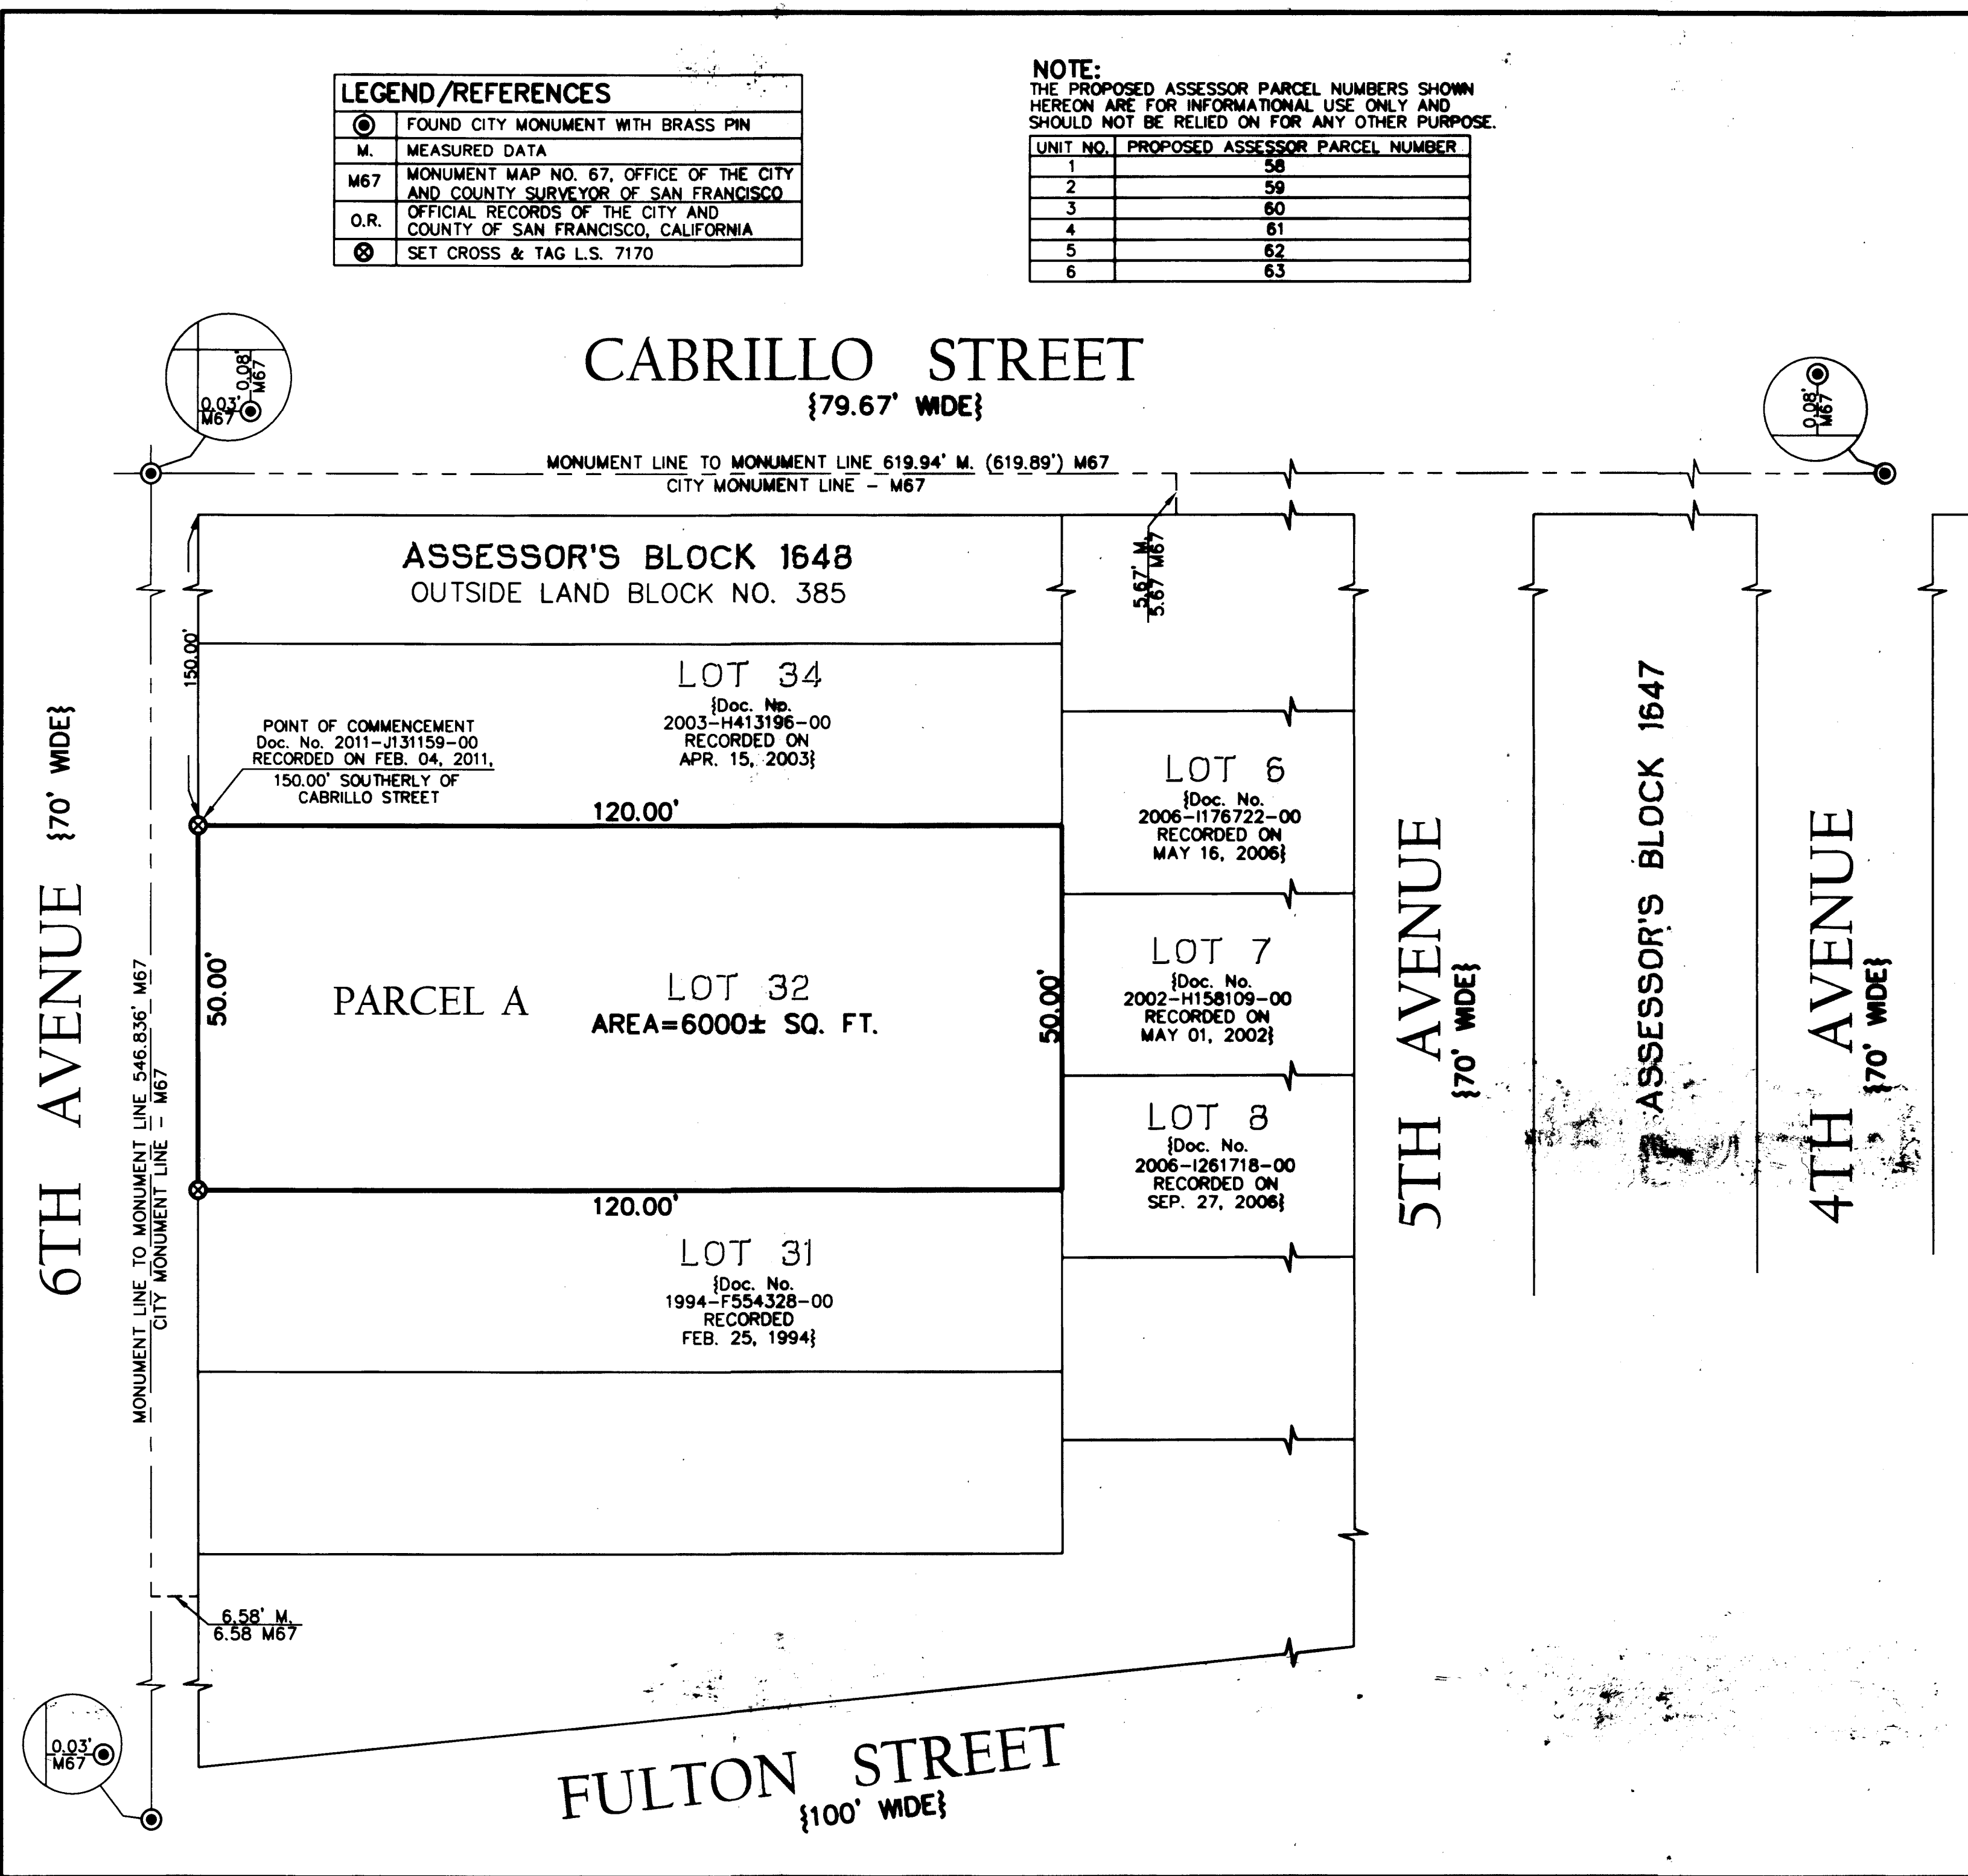 LEGEND/REFERENCES
FOUND CITY MONUMENT WITH BRASS PIN
M. MEASURED DATA
M67 MONUMENT MAP NO. 67, OFFICE OF THE CITY
AND COUNTY SURVEYOR OF SAN FRANCISCO
O.R. OFFICIAL RECORDS OF THE CITY AND
COUNTY OF SAN FRANCISCO, CALIFORNIA
SET CROSS & TAG L.S. 7170
NOTE:
THE PROPOSED ASSESSOR PARCEL NUMBERS SHOWN
HEREON ARE FOR INFORMATIONAL USE ONLY AND
SHOULD NOT BE RELIED ON FOR ANY OTHER PURPOSE.
UNIT NO. PROPOSED ASSESSOR PARCEL NUMBER
1 58
2 59
3 60
4 61
5 62
6 63
0.08'
M67
0.03'
M67
CABRILLO STREET
{79.67' WIDE}
0.08'
M67
MONUMENT LINE TO MONUMENT LINE 619.94' M. (619.89') M67
CITY MONUMENT LINE - M67
ASSESSOR'S BLOCK 1648
OUTSIDE LAND BLOCK NO. 385
5.67' M.
5.67 M67
150.00'
LOT 34
{Doc. No.
2003-H413196-00
RECORDED ON
APR. 15, 2003}
POINT OF COMMENCEMENT
Doc. No. 2011-J131159-00
RECORDED ON FEB. 04, 2011,
150.00' SOUTHERLY OF
CABRILLO STREET
120.00'
LOT 6
{Doc. No.
2006-I176722-00
RECORDED ON
MAY 16, 2006}
6TH AVENUE {70' WIDE}
MONUMENT LINE TO MONUMENT LINE 546.836' M67
CITY MONUMENT LINE - M67
50.00'
PARCEL A
LOT 32
AREA=6000± SQ. FT.
50.00'
LOT 7
{Doc. No.
2002-H158109-00
RECORDED ON
MAY 01, 2002}
5TH AVENUE
{70' WIDE}
ASSESSOR'S BLOCK 1647
4TH AVENUE
{70' WIDE}
LOT 8
{Doc. No.
2006-I261718-00
RECORDED ON
SEP. 27, 2006}
120.00'
LOT 31
{Doc. No.
1994-F554328-00
RECORDED
FEB. 25, 1994}
6.58' M.
6.58 M67
0.03'
M67
FULTON STREET
{100' WIDE}